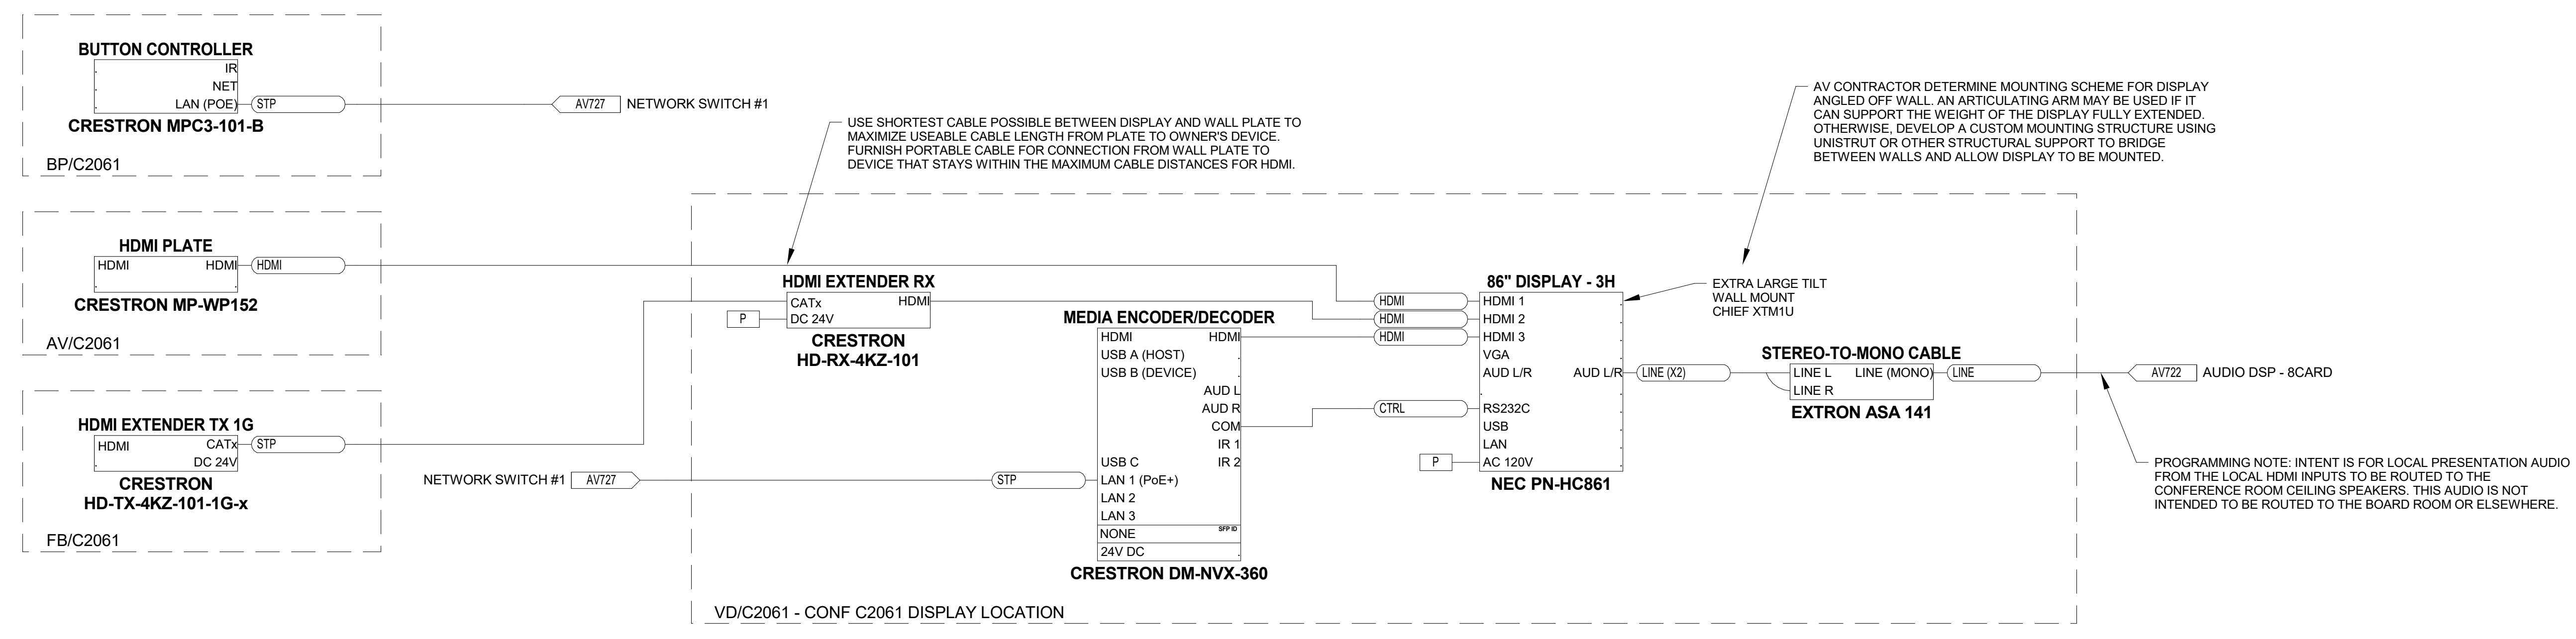 BUTTON CONTROLLER
IR
NET
LAN (POE)
STP
CRESTRON MPC3-101-B
BP/C2061
AV727
NETWORK SWITCH #1
HDMI PLATE
HDMI
HDMI
HDMI
CRESTRON MP-WP152
AV/C2061
HDMI EXTENDER TX 1G
HDMI
CATx
STP
DC 24V
CRESTRON
HD-TX-4KZ-101-1G-x
FB/C2061
USE SHORTEST CABLE POSSIBLE BETWEEN DISPLAY AND WALL PLATE TO
MAXIMIZE USEABLE CABLE LENGTH FROM PLATE TO OWNER'S DEVICE.
FURNISH PORTABLE CABLE FOR CONNECTION FROM WALL PLATE TO
DEVICE THAT STAYS WITHIN THE MAXIMUM CABLE DISTANCES FOR HDMI.
HDMI EXTENDER RX
CATx
HDMI
P
DC 24V
CRESTRON
HD-RX-4KZ-101
NETWORK SWITCH #1
AV727
STP
MEDIA ENCODER/DECODER
HDMI
HDMI
USB A (HOST)
USB B (DEVICE)
AUD L
AUD R
COM
IR 1
USB C
IR 2
LAN 1 (PoE+)
LAN 2
LAN 3
NONE
SFP ID
24V DC
CRESTRON DM-NVX-360
HDMI
HDMI
HDMI
CTRL
P
86" DISPLAY - 3H
HDMI 1
HDMI 2
HDMI 3
VGA
AUD L/R
AUD L/R
RS232C
USB
LAN
AC 120V
NEC PN-HC861
LINE (X2)
EXTRA LARGE TILT
WALL MOUNT
CHIEF XTM1U
AV CONTRACTOR DETERMINE MOUNTING SCHEME FOR DISPLAY
ANGLED OFF WALL. AN ARTICULATING ARM MAY BE USED IF IT
CAN SUPPORT THE WEIGHT OF THE DISPLAY FULLY EXTENDED.
OTHERWISE, DEVELOP A CUSTOM MOUNTING STRUCTURE USING
UNISTRUT OR OTHER STRUCTURAL SUPPORT TO BRIDGE
BETWEEN WALLS AND ALLOW DISPLAY TO BE MOUNTED.
STEREO-TO-MONO CABLE
LINE L
LINE (MONO)
LINE
LINE R
EXTRON ASA 141
AV722
AUDIO DSP - 8CARD
PROGRAMMING NOTE: INTENT IS FOR LOCAL PRESENTATION AUDIO
FROM THE LOCAL HDMI INPUTS TO BE ROUTED TO THE
CONFERENCE ROOM CEILING SPEAKERS. THIS AUDIO IS NOT
INTENDED TO BE ROUTED TO THE BOARD ROOM OR ELSEWHERE.
VD/C2061 - CONF C2061 DISPLAY LOCATION